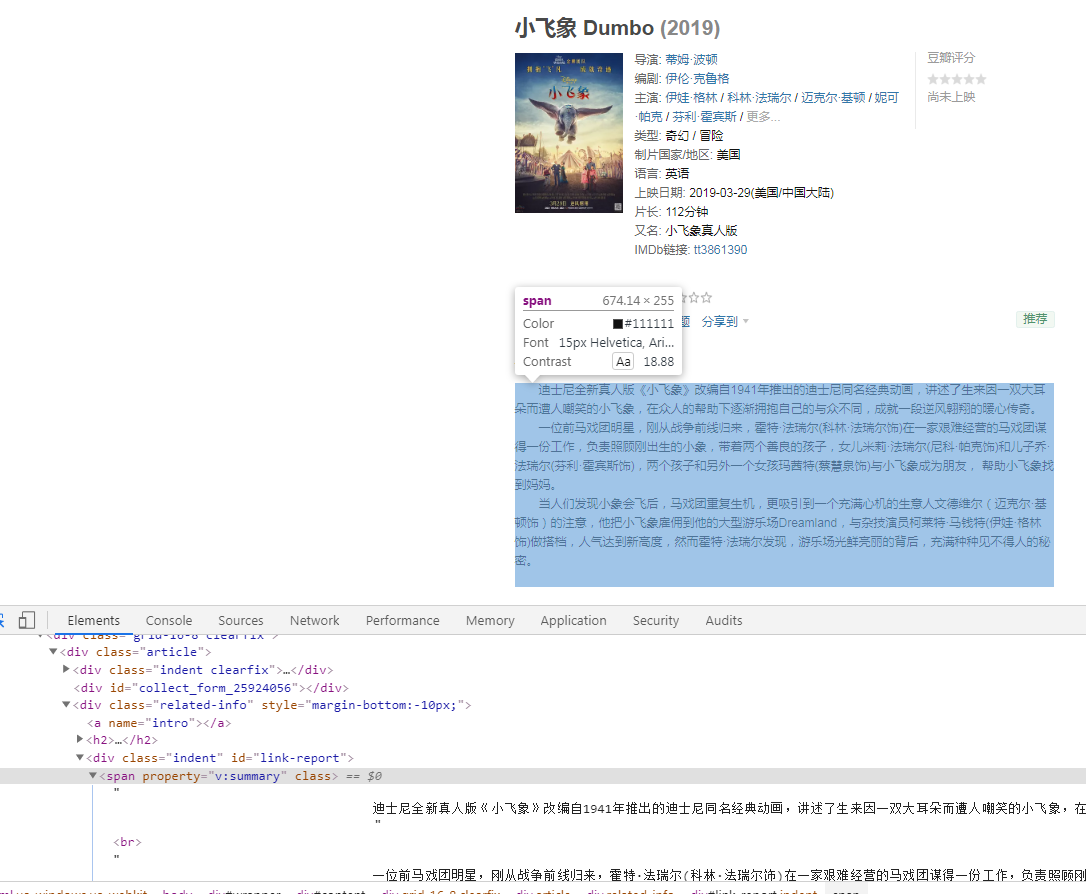 小飞象 Dumbo (2019)
小飞象
导演: 蒂姆·波顿
编剧: 伊伦·克鲁格
主演: 伊娃·格林 / 科林·法瑞尔 / 迈克尔·基顿 / 妮可
·帕克 / 芬利·霍宾斯 / 更多...
类型: 奇幻 / 冒险
制片国家/地区: 美国
语言: 英语
上映日期: 2019-03-29(美国/中国大陆)
片长: 112分钟
又名: 小飞象真人版
IMDb链接: tt3861390
豆瓣评分
尚未上映
span 674.14 × 255
Color #111111
Font 15px Helvetica, Ari...
Contrast Aa 18.88
题 分享到
推荐
迪士尼全新真人版《小飞象》改编自1941年推出的迪士尼同名经典动画，讲述了生来因一双大耳
朵而遭人嘲笑的小飞象，在众人的帮助下逐渐拥抱自己的与众不同，成就一段逆风翱翔的暖心传奇。
一位前马戏团明星，刚从战争前线归来，霍特·法瑞尔(科林·法瑞尔饰)在一家艰难经营的马戏团谋
得一份工作，负责照顾刚出生的小象，带着两个善良的孩子，女儿米莉·法瑞尔(尼科·帕克饰)和儿子乔·
法瑞尔(芬利·霍宾斯饰)，两个孩子和另外一个女孩玛茜特(蔡慧泉饰)与小飞象成为朋友， 帮助小飞象找
到妈妈。
当人们发现小象会飞后，马戏团重复生机，更吸引到一个充满心机的生意人文德维尔（迈克尔·基
顿饰）的注意，他把小飞象雇佣到他的大型游乐场Dreamland，与杂技演员柯莱特·马钱特(伊娃·格林
饰)做搭档，人气达到新高度，然而霍特·法瑞尔发现，游乐场光鲜亮丽的背后，充满种种见不得人的秘
密。
Elements Console Sources Network Performance Memory Application Security Audits
<div class="grid-16-8 clearfix">
<div class="article">
<div class="indent clearfix">…</div>
<div id="collect_form_25924056"></div>
<div class="related-info" style="margin-bottom:-10px;">
<a name="intro"></a>
<h2>…</h2>
<div class="indent" id="link-report">
<span property="v:summary" class> == $0
"
迪士尼全新真人版《小飞象》改编自1941年推出的迪士尼同名经典动画，讲述了生来因一双大耳朵而遭人嘲笑的小飞象，在
"
<br>
"
一位前马戏团明星，刚从战争前线归来，霍特·法瑞尔(科林·法瑞尔饰)在一家艰难经营的马戏团谋得一份工作，负责照顾刚